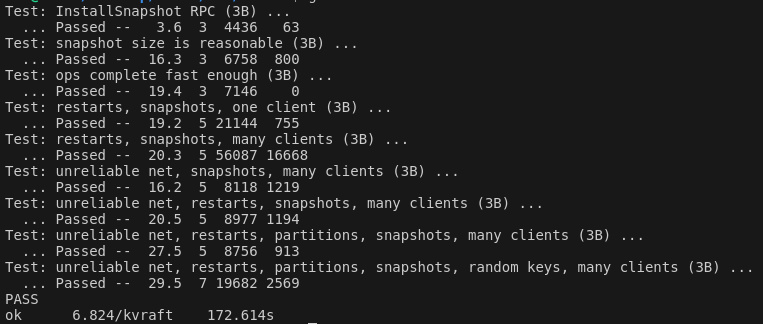 Test: InstallSnapshot RPC (3B) ...
  ... Passed --   3.6  3  4436   63
Test: snapshot size is reasonable (3B) ...
  ... Passed --  16.3  3  6758  800
Test: ops complete fast enough (3B) ...
  ... Passed --  19.4  3  7146    0
Test: restarts, snapshots, one client (3B) ...
  ... Passed --  19.2  5 21144  755
Test: restarts, snapshots, many clients (3B) ...
  ... Passed --  20.3  5 56087 16668
Test: unreliable net, snapshots, many clients (3B) ...
  ... Passed --  16.2  5  8118 1219
Test: unreliable net, restarts, snapshots, many clients (3B) ...
  ... Passed --  20.5  5  8977 1194
Test: unreliable net, restarts, partitions, snapshots, many clients (3B) ...
  ... Passed --  27.5  5  8756  913
Test: unreliable net, restarts, partitions, snapshots, random keys, many clients (3B) ...
  ... Passed --  29.5  7 19682 2569
PASS
ok      6.824/kvraft    172.614s